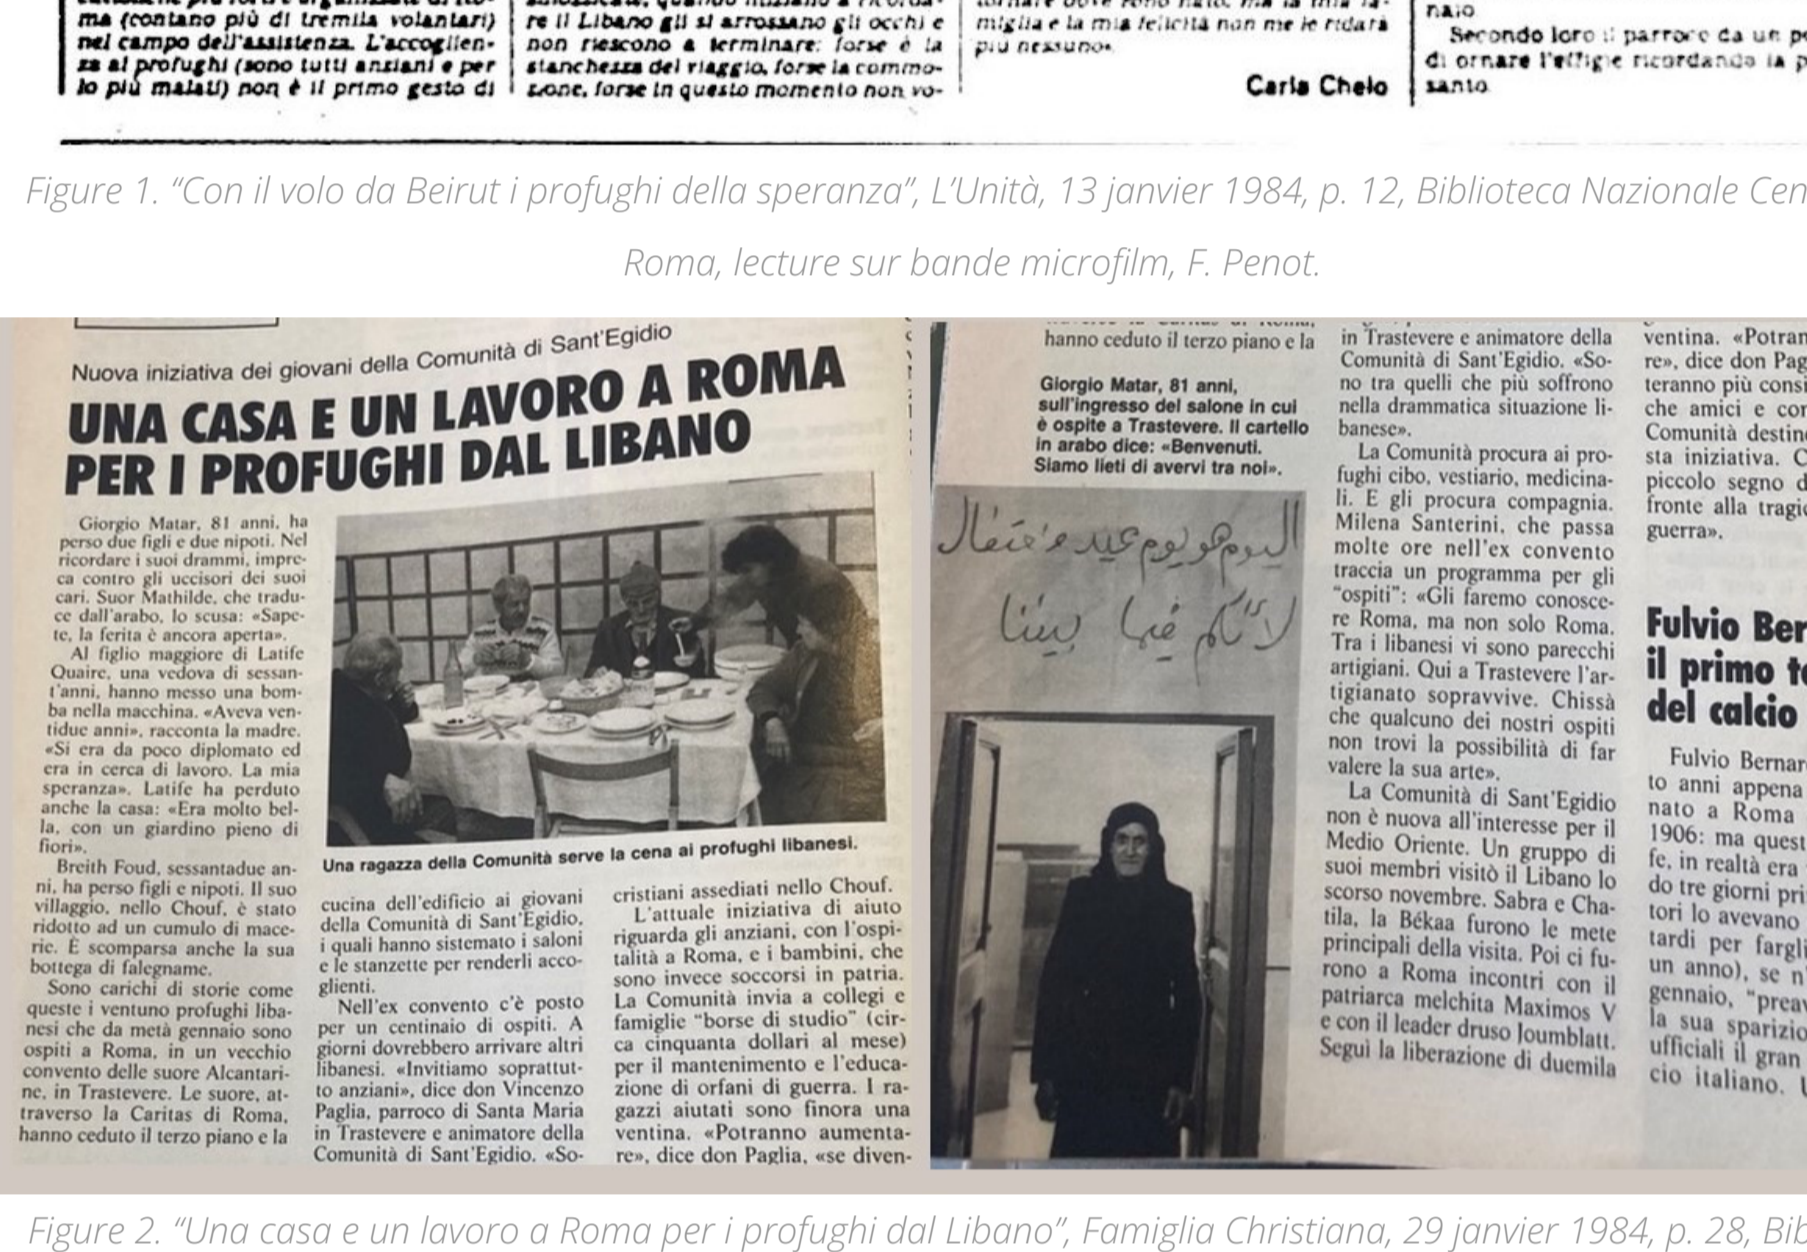 ma (contano più di tremila volantari)
nel campo dell'assistenza. L'accoglien-
za ai profughi (sono tutti anziani e per
lo più malati) non è il primo gesto di
re il Libano gli si arrossano gli occhi e
non riescono a terminare: forse è la
stanchezza del viaggio, forse la commo-
zione, forse in questo momento non vo-
miglia e la mia felicità non me le ridarà
più nessuno».
Carla Chelo
naio
Secondo loro il parroco da un
di ornare l'effigie ricordando la
santo
Figure 1. “Con il volo da Beirut i profughi della speranza”, L’Unità, 13 janvier 1984, p. 12, Biblioteca Nazionale Cen
Roma, lecture sur bande microfilm, F. Penot.
Nuova iniziativa dei giovani della Comunità di Sant'Egidio
UNA CASA E UN LAVORO A ROMA
PER I PROFUGHI DAL LIBANO
Giorgio Matar, 81 anni, ha
perso due figli e due nipoti. Nel
ricordare i suoi drammi, impre-
ca contro gli uccisori dei suoi
cari. Suor Mathilde, che tradu-
ce dall'arabo, lo scusa: «Sape-
te, la ferita è ancora aperta».
Al figlio maggiore di Latife
Quaire, una vedova di sessan-
t'anni, hanno messo una bom-
ba nella macchina. «Aveva ven-
tidue anni», racconta la madre.
«Si era da poco diplomato ed
era in cerca di lavoro. La mia
speranza». Latife ha perduto
anche la casa: «Era molto bel-
la, con un giardino pieno di
fiori».
Breith Foud, sessantadue an-
ni, ha perso figli e nipoti. Il suo
villaggio, nello Chouf, è stato
ridotto ad un cumulo di mace-
rie. È scomparsa anche la sua
bottega di falegname.
Sono carichi di storie come
queste i ventuno profughi liba-
nesi che da metà gennaio sono
ospiti a Roma, in un vecchio
convento delle suore Alcantari-
ne, in Trastevere. Le suore, at-
traverso la Caritas di Roma,
hanno ceduto il terzo piano e la
Una ragazza della Comunità serve la cena ai profughi libanesi.
cucina dell'edificio ai giovani
della Comunità di Sant'Egidio,
i quali hanno sistemato i saloni
e le stanzette per renderli acco-
glienti.
Nell'ex convento c'è posto
per un centinaio di ospiti. A
giorni dovrebbero arrivare altri
libanesi. «Invitiamo soprattut-
to anziani», dice don Vincenzo
Paglia, parroco di Santa Maria
in Trastevere e animatore della
Comunità di Sant'Egidio. «So-
cristiani assediati nello Chouf.
L'attuale iniziativa di aiuto
riguarda gli anziani, con l'ospi-
talità a Roma, e i bambini, che
sono invece soccorsi in patria.
La Comunità invia a collegi e
famiglie “borse di studio” (cir-
ca cinquanta dollari al mese)
per il mantenimento e l'educa-
zione di orfani di guerra. I ra-
gazzi aiutati sono finora una
ventina. «Potranno aumenta-
re», dice don Paglia, «se diven-
hanno ceduto il terzo piano e la
Giorgio Matar, 81 anni,
sull'ingresso del salone in cui
è ospite a Trastevere. Il cartello
in arabo dice: «Benvenuti.
Siamo lieti di avervi tra noi».
اليوم هو يوم عيد
لأنكم بيننا
in Trastevere e animatore della
Comunità di Sant'Egidio. «So-
no tra quelli che più soffrono
nella drammatica situazione li-
banese».
La Comunità procura ai pro-
fughi cibo, vestiario, medicina-
li. E gli procura compagnia.
Milena Santerini, che passa
molte ore nell'ex convento
traccia un programma per gli
“ospiti”: «Gli faremo conosce-
re Roma, ma non solo Roma.
Tra i libanesi vi sono parecchi
artigiani. Qui a Trastevere l'ar-
tigianato sopravvive. Chissà
che qualcuno dei nostri ospiti
non trovi la possibilità di far
valere la sua arte».
La Comunità di Sant'Egidio
non è nuova all'interesse per il
Medio Oriente. Un gruppo di
suoi membri visitò il Libano lo
scorso novembre. Sabra e Cha-
tila, la Békaa furono le mete
principali della visita. Poi ci fu-
rono a Roma incontri con il
patriarca melchita Maximos V
e con il leader druso Joumblatt.
Seguì la liberazione di duemila
ventina. «Potran
re», dice don Pag
teranno più consi
che amici e con
Comunità destin
sta iniziativa. C
piccolo segno d
fronte alla tragic
guerra».
Fulvio Ber
il primo t
del calcio
Fulvio Bernar
to anni appena
nato a Roma
1906: ma quest
fe, in realtà era
do tre giorni pri
tori lo avevano
tardi per fargli
un anno), se n
gennaio, “preav
la sua sparizio
ufficiali il gran
cio italiano. U
Figure 2. “Una casa e un lavoro a Roma per i profughi dal Libano”, Famiglia Christiana, 29 janvier 1984, p. 28, Bib